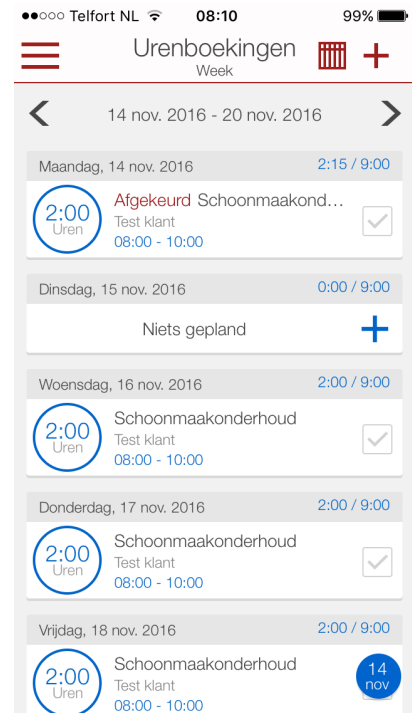 ●●○○○ Telfort NL 08:10 99%
Urenboekingen
Week
14 nov. 2016 - 20 nov. 2016
Maandag, 14 nov. 2016 2:15 / 9:00
2:00 Uren
Afgekeurd Schoonmaakond...
Test klant
08:00 - 10:00
Dinsdag, 15 nov. 2016 0:00 / 9:00
Niets gepland
Woensdag, 16 nov. 2016 2:00 / 9:00
2:00 Uren
Schoonmaakonderhoud
Test klant
08:00 - 10:00
Donderdag, 17 nov. 2016 2:00 / 9:00
2:00 Uren
Schoonmaakonderhoud
Test klant
08:00 - 10:00
Vrijdag, 18 nov. 2016 2:00 / 9:00
2:00 Uren
Schoonmaakonderhoud
Test klant
08:00 - 10:00
14
nov